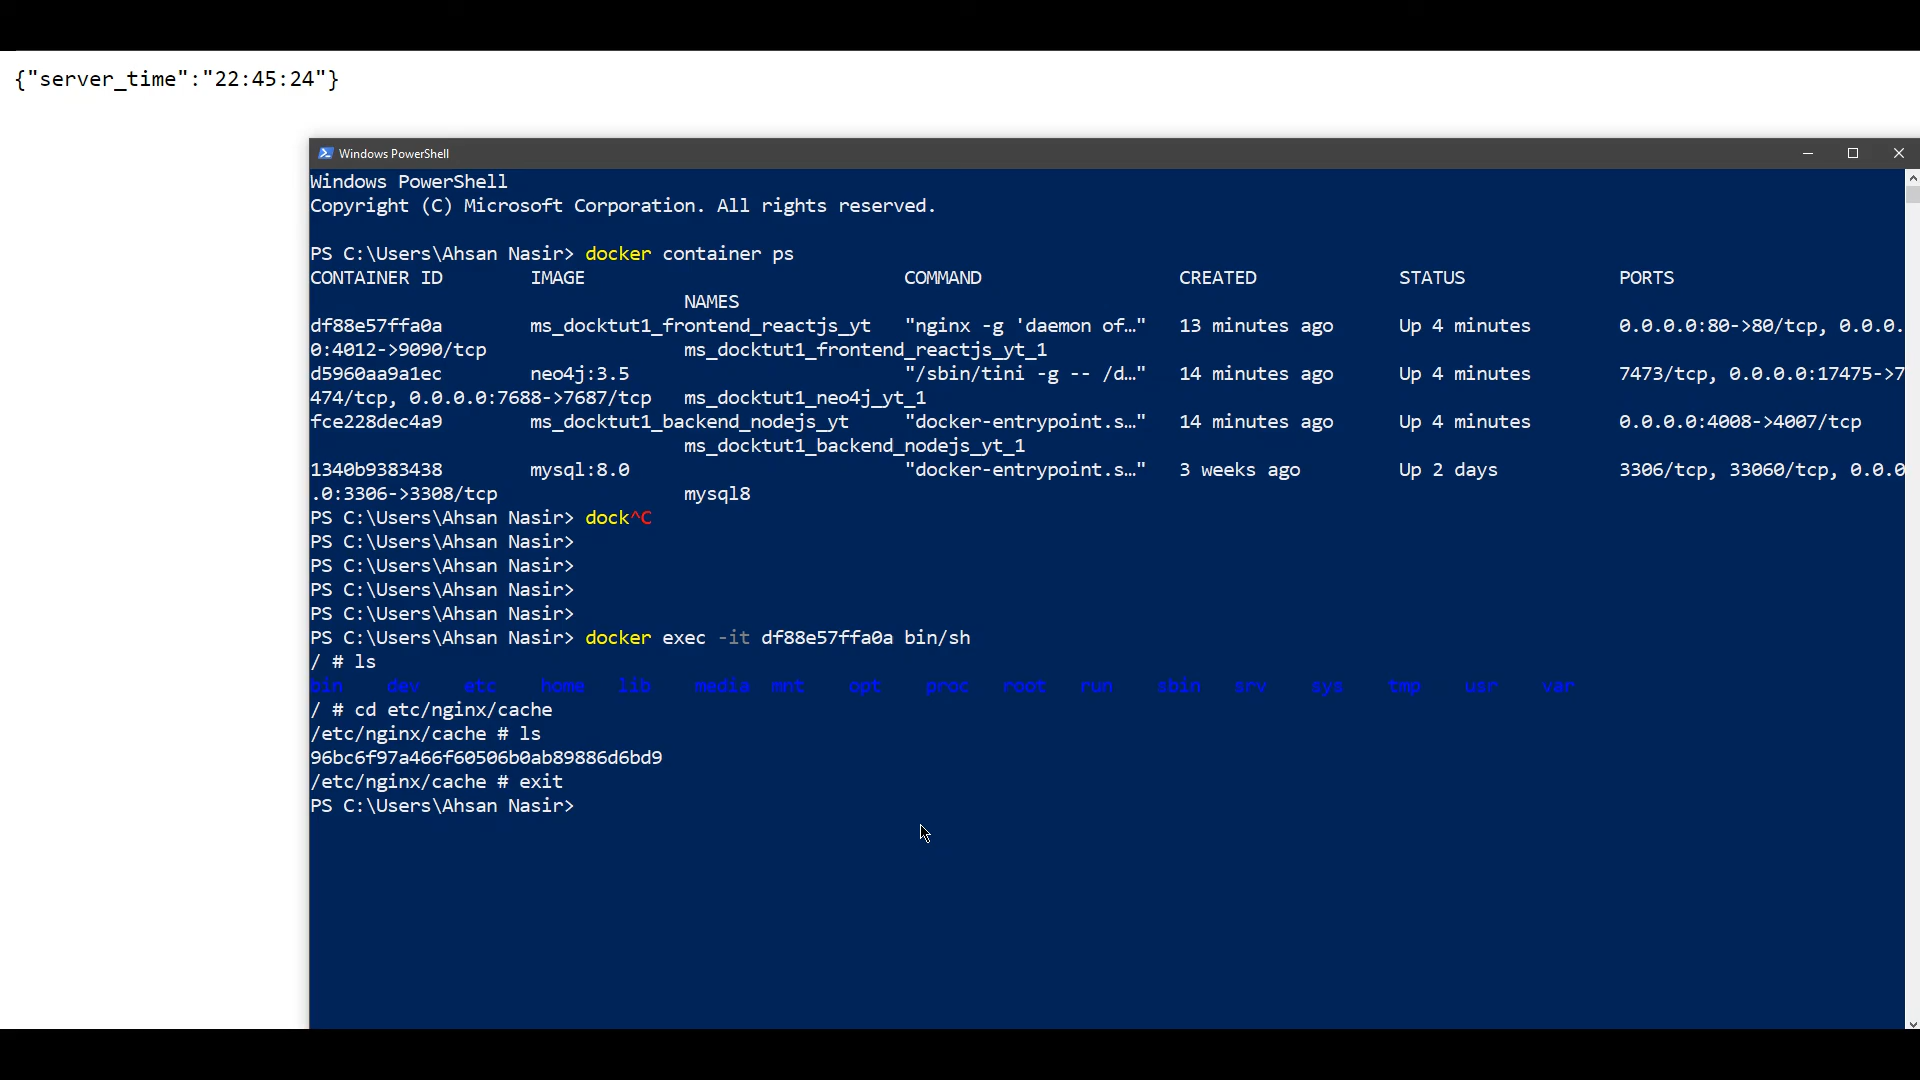 {"server_time":"22:45:24"}
Windows PowerShell
Windows PowerShell
Copyright (C) Microsoft Corporation. All rights reserved.
PS C:\Users\Ahsan Nasir> docker container ps
CONTAINER ID IMAGE COMMAND CREATED STATUS PORTS
NAMES
df88e57ffa0a ms_docktut1_frontend_reactjs_yt "nginx -g 'daemon of…" 13 minutes ago Up 4 minutes 0.0.0.0:80->80/tcp, 0.0.0.
0:4012->9090/tcp ms_docktut1_frontend_reactjs_yt_1
d5960aa9a1ec neo4j:3.5 "/sbin/tini -g -- /d…" 14 minutes ago Up 4 minutes 7473/tcp, 0.0.0.0:17475->7
474/tcp, 0.0.0.0:7688->7687/tcp ms_docktut1_neo4j_yt_1
fce228dec4a9 ms_docktut1_backend_nodejs_yt "docker-entrypoint.s…" 14 minutes ago Up 4 minutes 0.0.0.0:4008->4007/tcp
ms_docktut1_backend_nodejs_yt_1
1340b9383438 mysql:8.0 "docker-entrypoint.s…" 3 weeks ago Up 2 days 3306/tcp, 33060/tcp, 0.0.0
.0:3306->3308/tcp mysql8
PS C:\Users\Ahsan Nasir> dock^C
PS C:\Users\Ahsan Nasir>
PS C:\Users\Ahsan Nasir>
PS C:\Users\Ahsan Nasir>
PS C:\Users\Ahsan Nasir>
PS C:\Users\Ahsan Nasir> docker exec -it df88e57ffa0a bin/sh
/ # ls
bin dev etc home lib media mnt opt proc root run sbin srv sys tmp usr var
/ # cd etc/nginx/cache
/etc/nginx/cache # ls
96bc6f97a466f60506b0ab89886d6bd9
/etc/nginx/cache # exit
PS C:\Users\Ahsan Nasir>